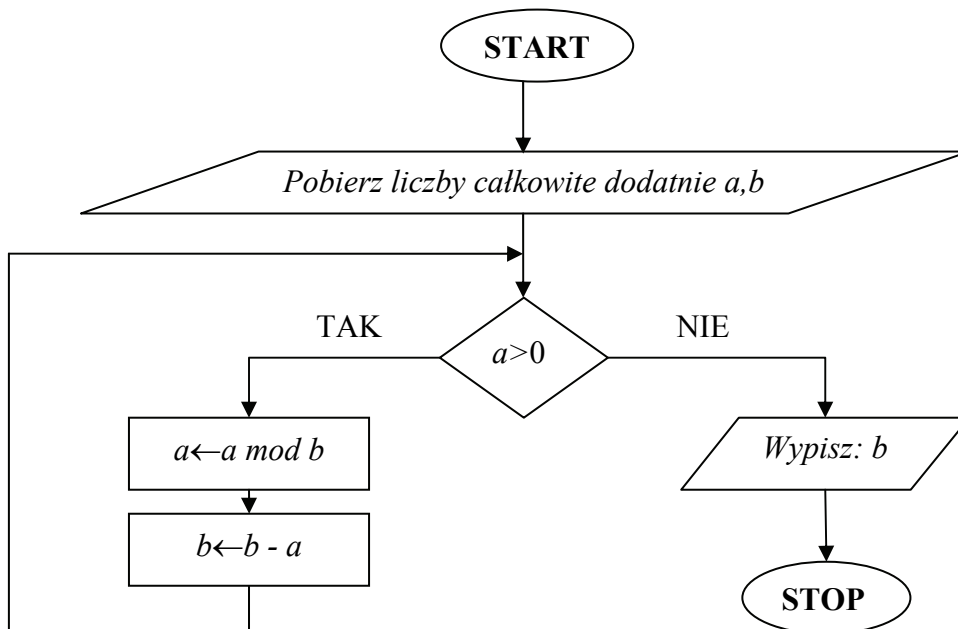 START
Pobierz liczby całkowite dodatnie a,b
TAK
NIE
a>0
a←a mod b
Wypisz: b
b←b - a
STOP